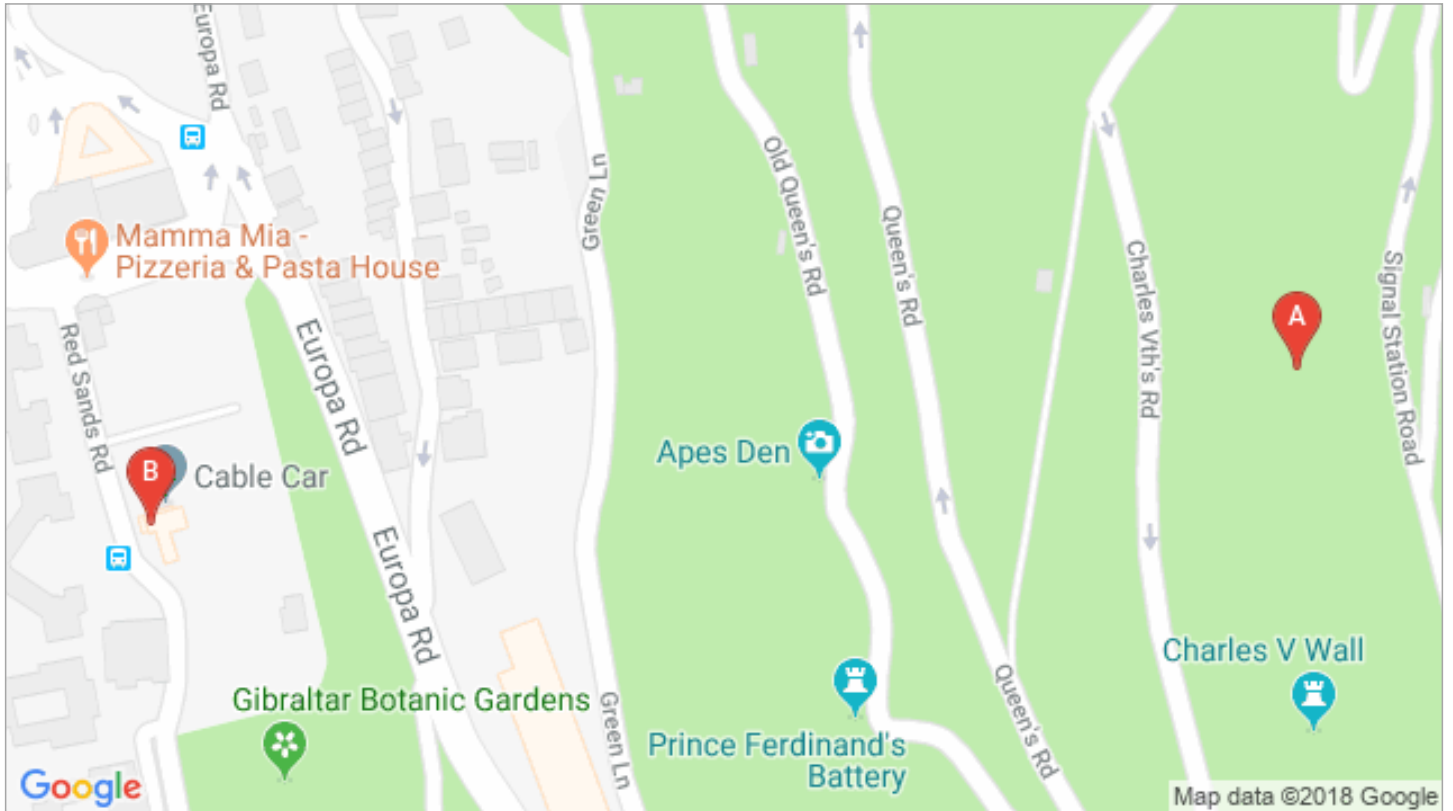 Europa Rd
Mamma Mia -
Pizzeria & Pasta House
Green Ln
Old Queen's Rd
Queen's Rd
Charles Vth's Rd
Signal Station Road
A
Red Sands Rd
Europa Rd
Apes Den
B
Cable Car
Europa Rd
Charles V Wall
Gibraltar Botanic Gardens
Green Ln
Queen's Rd
Prince Ferdinand's
Battery
Google
Map data ©2018 Google